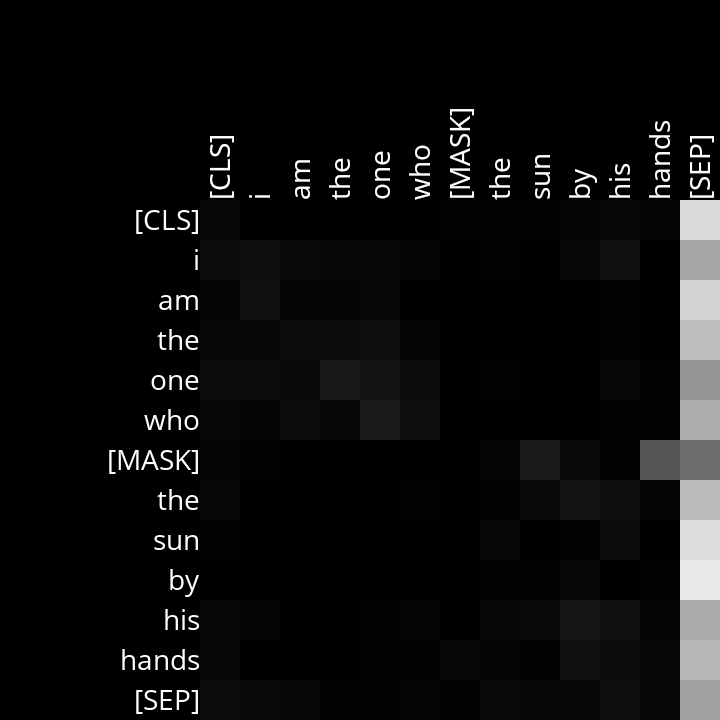 [CLS] i am the one who [MASK] the sun by his hands [SEP]
[CLS]
i
am
the
one
who
[MASK]
the
sun
by
his
hands
[SEP]